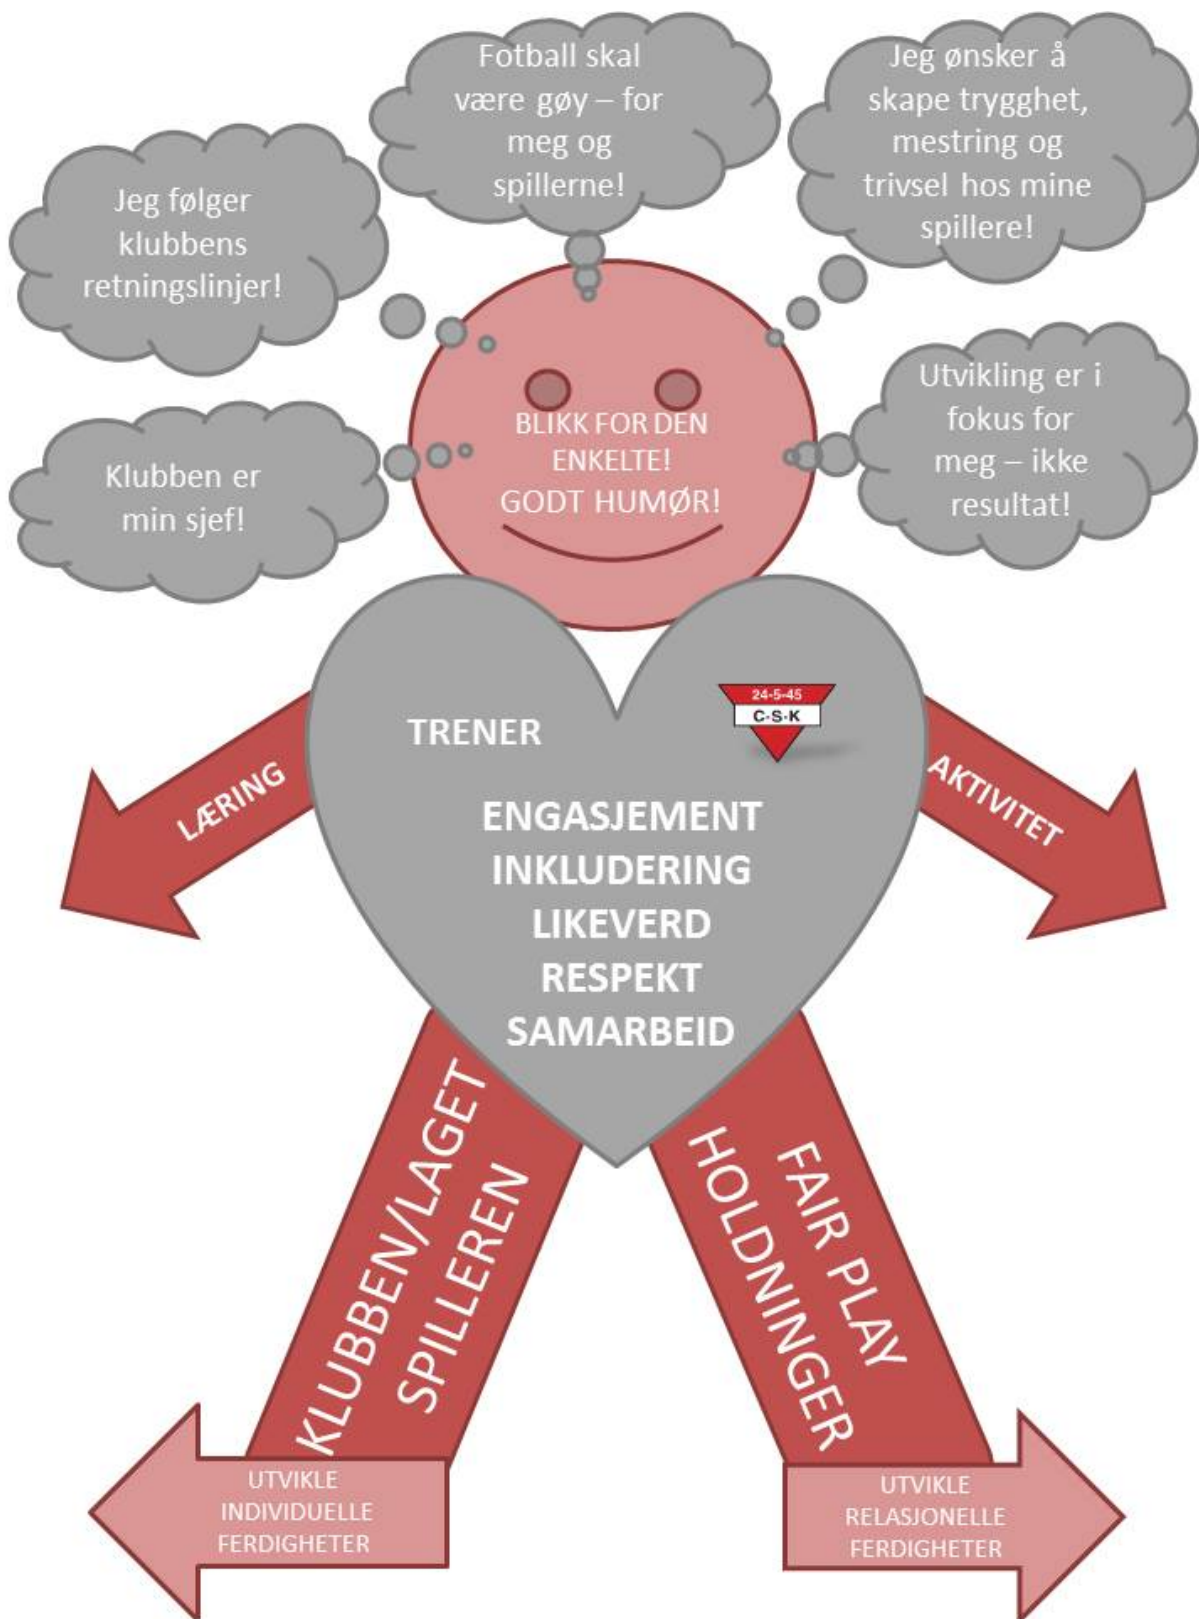 Fotball skal
være gøy – for
meg og
spillerne!
Jeg ønsker å
skape trygghet,
mestring og
trivsel hos mine
spillere!
Jeg følger
klubbens
retningslinjer!
Utvikling er i
fokus for
meg – ikke
resultat!
Klubben er
min sjef!
BLIKK FOR DEN
ENKELTE!
GODT HUMØR!
TRENER
24-5-45
C-S-K
LÆRING
AKTIVITET
ENGASJEMENT
INKLUDERING
LIKEVERD
RESPEKT
SAMARBEID
KLUBBEN/LAGET
SPILLEREN
FAIR PLAY
HOLDNINGER
UTVIKLE
INDIVIDUELLE
FERDIGHETER
UTVIKLE
RELASJONELLE
FERDIGHETER